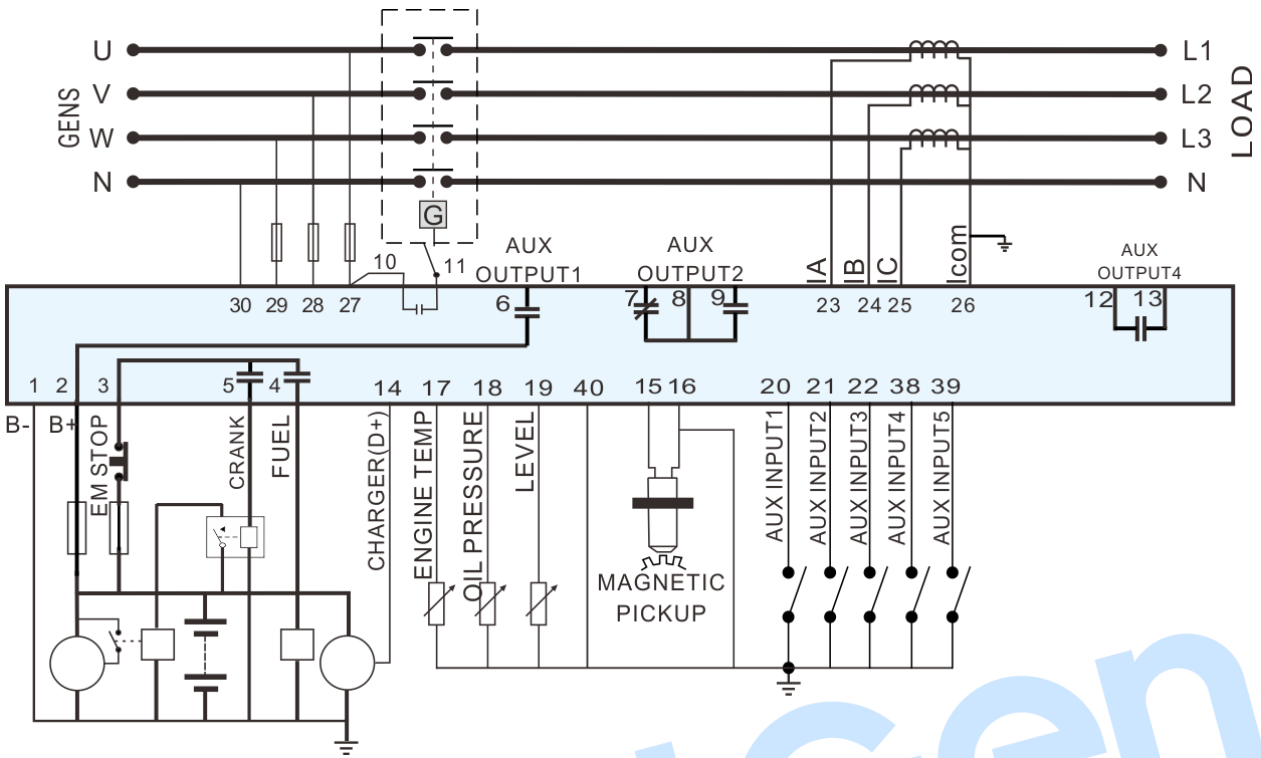 U
L1
GENS
V
L2
LOAD
W
L3
N
N
G
10
11
AUX
OUTPUT1
AUX
OUTPUT2
IA
IB
IC
Icom
AUX
OUTPUT4
30
29
28
27
6
7
8
9
23
24
25
26
12
13
1
2
3
5
4
14
17
18
19
40
15
16
20
21
22
38
39
B-
B+
EM STOP
CRANK
FUEL
CHARGER(D+)
ENGINE TEMP
OIL PRESSURE
LEVEL
MAGNETIC
PICKUP
AUX INPUT1
AUX INPUT2
AUX INPUT3
AUX INPUT4
AUX INPUT5